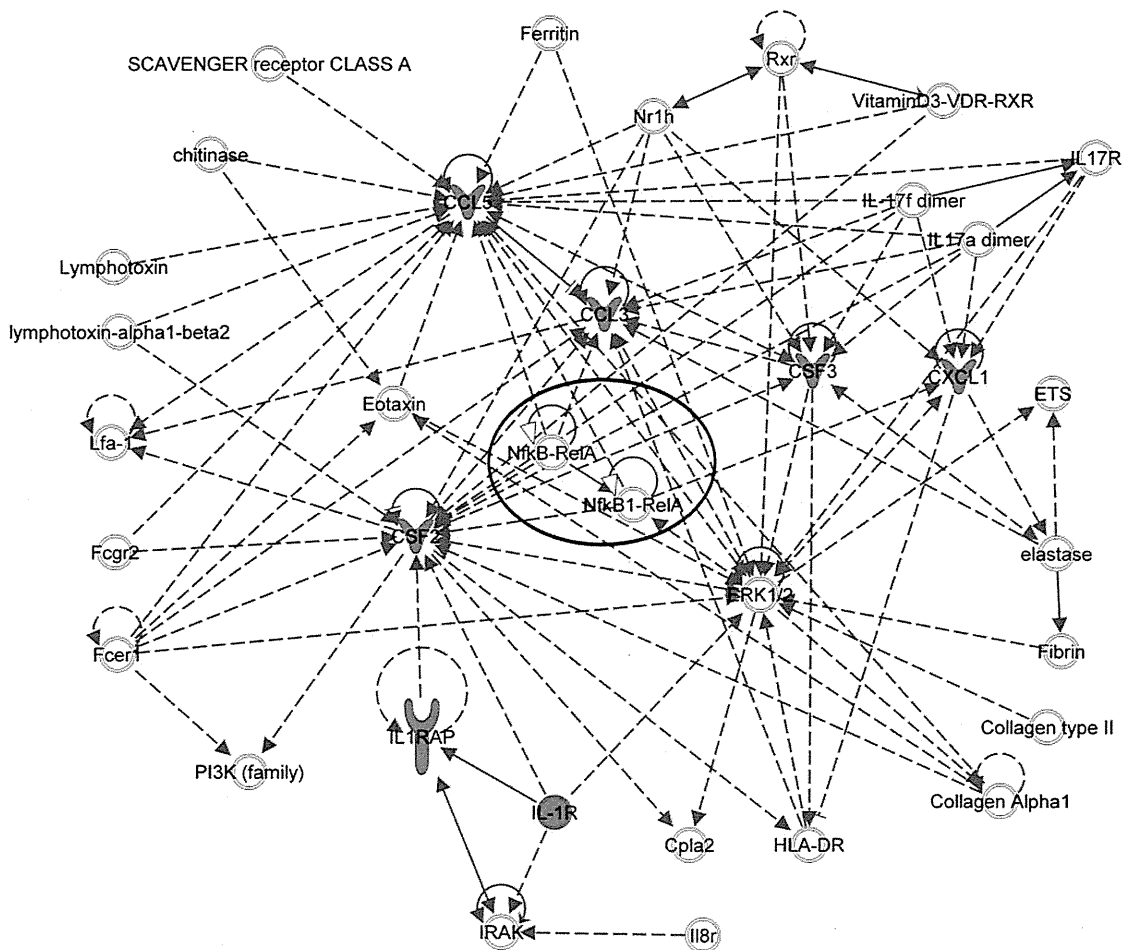 Ferritin
SCAVENGER receptor CLASS A
Rxr
VitaminD3-VDR-RXR
Nr1h
chitinase
IL17R
CCL5
IL-17f dimer
IL17a dimer
Lymphotoxin
CCL3
lymphotoxin-alpha1-beta2
CSF3
CXCL1
ETS
Eotaxin
Lfa-1
NfkB-RelA
NfkB1-RelA
CSF2
Fcgr2
elastase
ERK1/2
Fcer1
Fibrin
IL1RAP
Collagen type II
PI3K (family)
Collagen Alpha1
IL-1R
Cpla2
HLA-DR
IRAK
Il8r